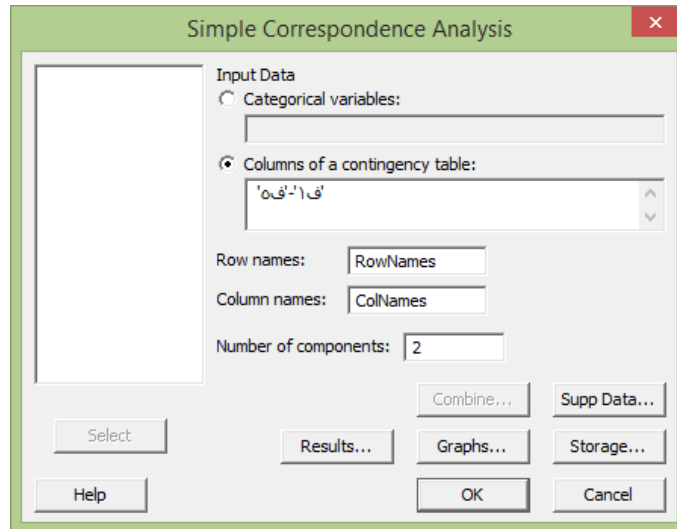 Simple Correspondence Analysis
Input Data
Categorical variables:
Columns of a contingency table:
'ف١'-'ف٥'
Row names: RowNames
Column names: ColNames
Number of components: 2
Combine... Supp Data...
Select
Results... Graphs... Storage...
Help OK Cancel